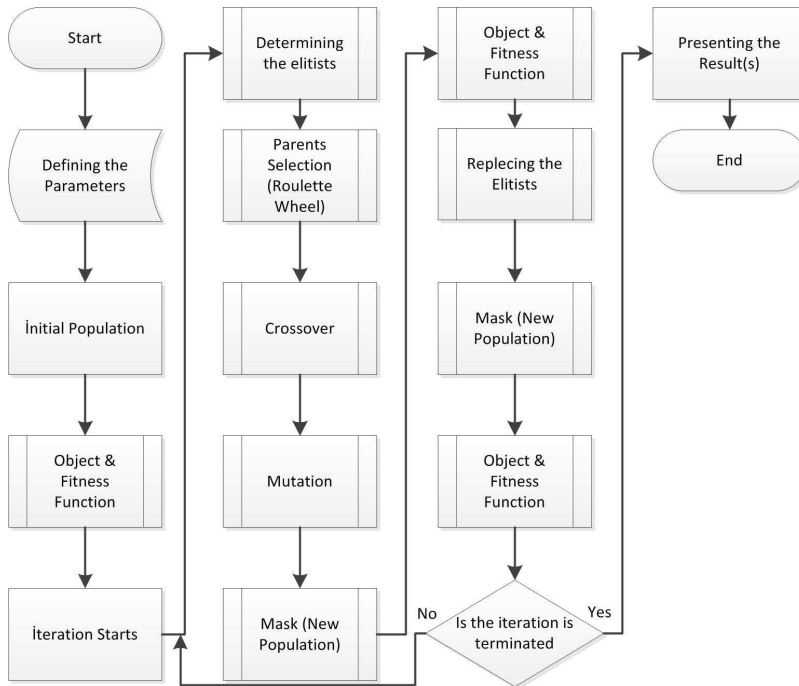 Start
Defining the
Parameters
İnitial Population
Object &
Fitness
Function
İteration Starts
Determining
the elitists
Parents
Selection
(Roulette
Wheel)
Crossover
Mutation
Mask (New
Population)
Object &
Fitness
Function
Replecing the
Elitists
Mask (New
Population)
Object &
Fitness
Function
No
Is the iteration is
terminated
Yes
Presenting the
Result(s)
End